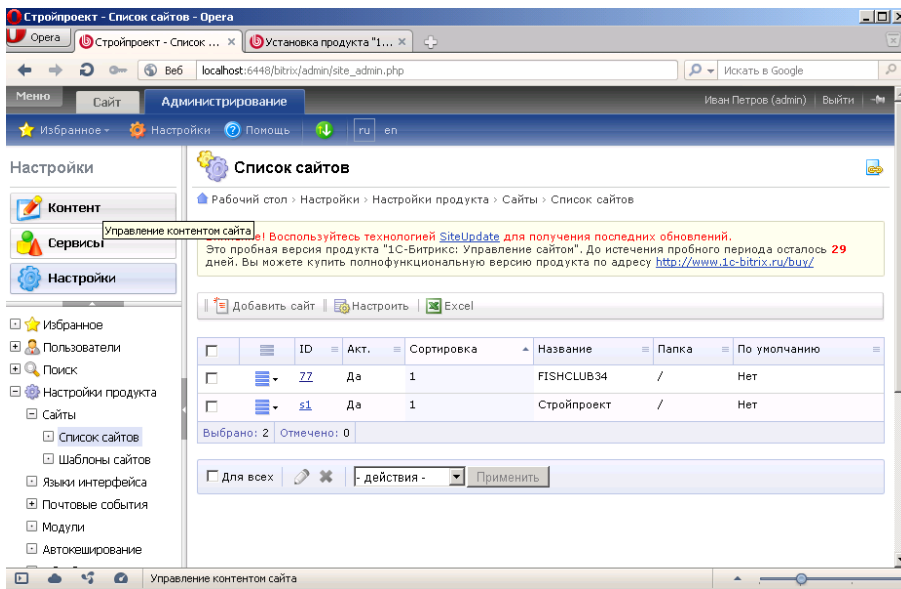 Стройпроект - Список сайтов - Opera
Opera
Стройпроект - Список ...
Установка продукта "1...
Веб
localhost:6448/bitrix/admin/site_admin.php
Искать в Google
Меню
Сайт
Администрирование
Иван Петров (admin)
Выйти
Избранное
Настройки
Помощь
ru
en
Настройки
Контент
Управление контентом сайта
Сервисы
Настройки
Избранное
Пользователи
Поиск
Настройки продукта
Сайты
Список сайтов
Шаблоны сайтов
Языки интерфейса
Почтовые события
Модули
Автокеширование
Список сайтов
Рабочий стол › Настройки › Настройки продукта › Сайты › Список сайтов
Воспользуйтесь технологией SiteUpdate для получения последних обновлений.
Это пробная версия продукта "1С-Битрикс: Управление сайтом". До истечения пробного периода осталось 29
дней. Вы можете купить полнофункциональную версию продукта по адресу http://www.1c-bitrix.ru/buy/
Добавить сайт
Настроить
Excel
ID Акт. Сортировка Название Папка По умолчанию
77 Да 1 FISHCLUB34 / Нет
s1 Да 1 Стройпроект / Нет
Выбрано: 2 Отмечено: 0
Для всех
- действия -
Применить
Управление контентом сайта